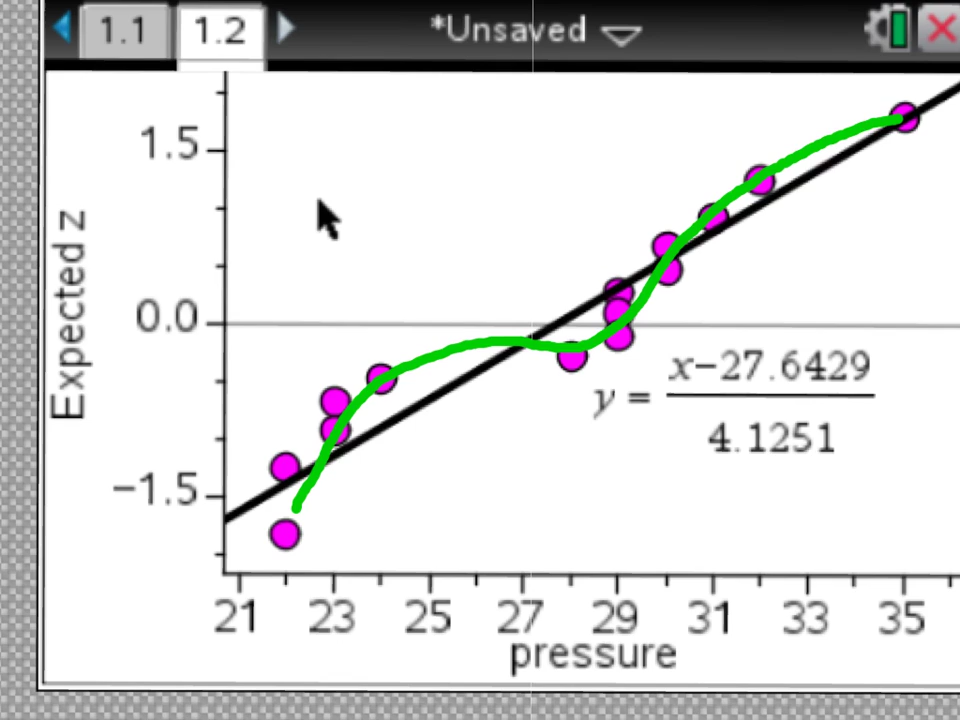 1.1 1.2 *Unsaved
1.5
0.0
−1.5
Expected z
y = x−27.6429
4.1251
21 23 25 27 29 31 33 35
pressure